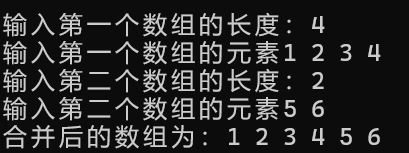 输入第一个数组的长度：4
输入第一个数组的元素1 2 3 4
输入第二个数组的长度：2
输入第二个数组的元素5 6
合并后的数组为：1 2 3 4 5 6